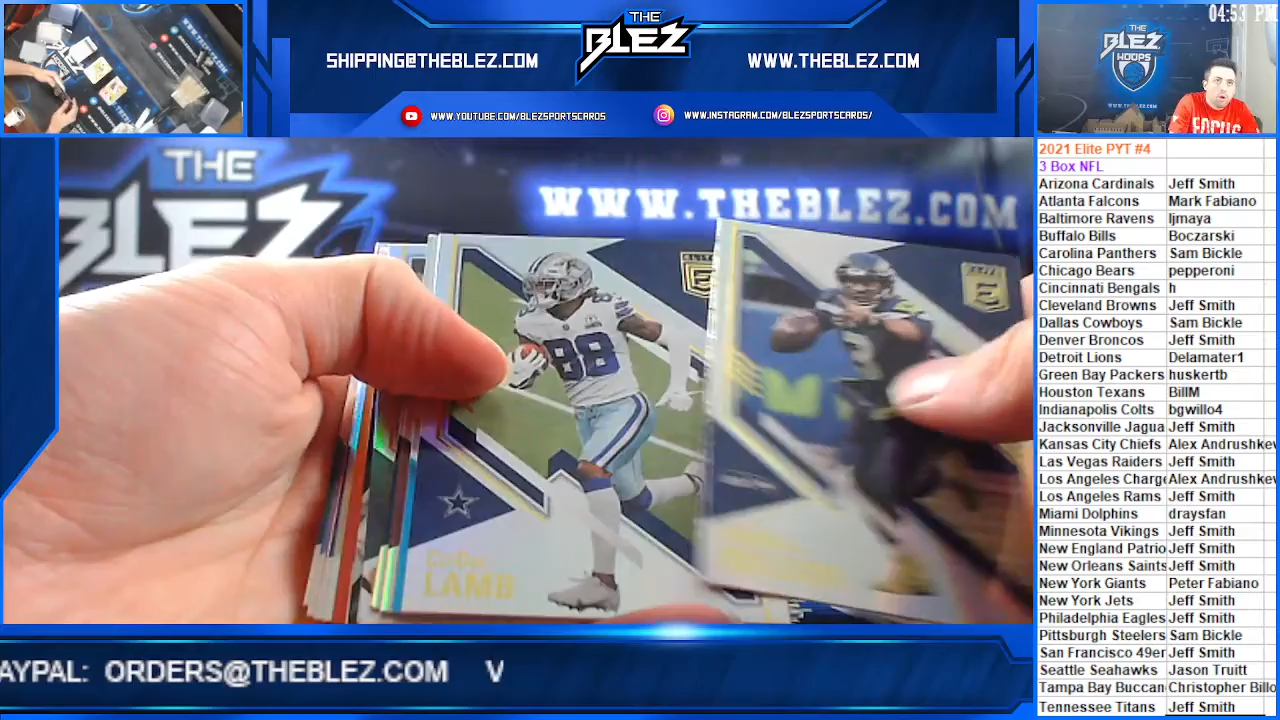 THE
BLEZ
SHIPPING@THEBLEZ.COM
WWW.THEBLEZ.COM
WWW.YOUTUBE.COM/BLEZSPORTSCARDS
WWW.INSTAGRAM.COM/BLEZSPORTSCARDS/
04:53 PM
THE
BLEZ
HOOPS
FOCUS
THE
BLEZ
WWW.THEBLEZ.COM
88
E
3
CeeDee
LAMB
AYPAL: ORDERS@THEBLEZ.COM V
2021 Elite PYT #4
3 Box NFL
Arizona Cardinals Jeff Smith
Atlanta Falcons Mark Fabiano
Baltimore Ravens ljmaya
Buffalo Bills Boczarski
Carolina Panthers Sam Bickle
Chicago Bears pepperoni
Cincinnati Bengals h
Cleveland Browns Jeff Smith
Dallas Cowboys Sam Bickle
Denver Broncos Jeff Smith
Detroit Lions Delamater1
Green Bay Packers huskertb
Houston Texans BillM
Indianapolis Colts bgwillo4
Jacksonville Jagua Jeff Smith
Kansas City Chiefs Alex Andrushkev
Las Vegas Raiders Jeff Smith
Los Angeles Charge Alex Andrushkev
Los Angeles Rams Jeff Smith
Miami Dolphins draysfan
Minnesota Vikings Jeff Smith
New England Patrio Jeff Smith
New Orleans Saints Jeff Smith
New York Giants Peter Fabiano
New York Jets Jeff Smith
Philadelphia Eagles Jeff Smith
Pittsburgh Steelers Sam Bickle
San Francisco 49er Jeff Smith
Seattle Seahawks Jason Truitt
Tampa Bay Buccan Christopher Billo
Tennessee Titans Jeff Smith